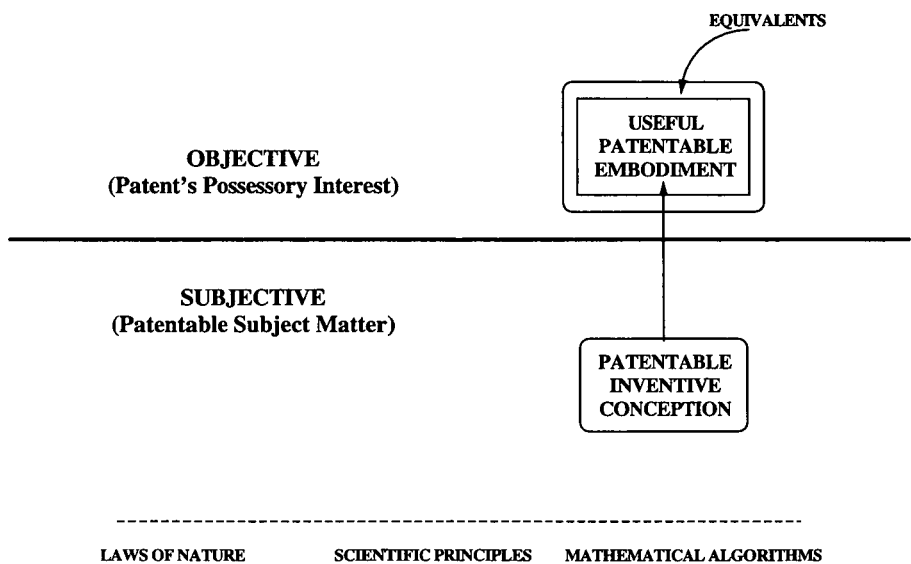 EQUIVALENTS
USEFUL
PATENTABLE
EMBODIMENT
OBJECTIVE
(Patent's Possessory Interest)
SUBJECTIVE
(Patentable Subject Matter)
PATENTABLE
INVENTIVE
CONCEPTION
LAWS OF NATURE
SCIENTIFIC PRINCIPLES
MATHEMATICAL ALGORITHMS